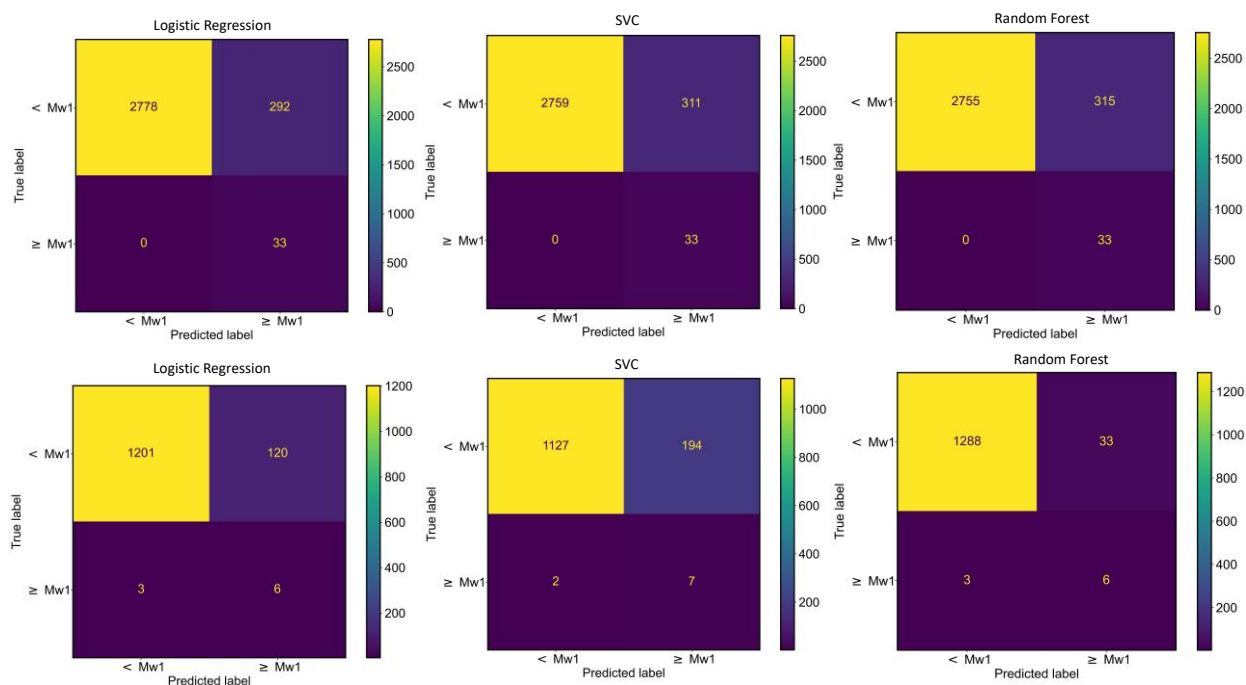 Logistic Regression
< Mw1
≥ Mw1
True label
2778
292
0
33
< Mw1
≥ Mw1
Predicted label
2500
2000
1500
1000
500
0
SVC
< Mw1
≥ Mw1
True label
2759
311
0
33
< Mw1
≥ Mw1
Predicted label
2500
2000
1500
1000
500
0
Random Forest
< Mw1
≥ Mw1
True label
2755
315
0
33
< Mw1
≥ Mw1
Predicted label
2500
2000
1500
1000
500
0
Logistic Regression
< Mw1
≥ Mw1
True label
1201
120
3
6
< Mw1
≥ Mw1
Predicted label
1200
1000
800
600
400
200
SVC
< Mw1
≥ Mw1
True label
1127
194
2
7
< Mw1
≥ Mw1
Predicted label
1000
800
600
400
200
Random Forest
< Mw1
≥ Mw1
True label
1288
33
3
6
< Mw1
≥ Mw1
Predicted label
1200
1000
800
600
400
200